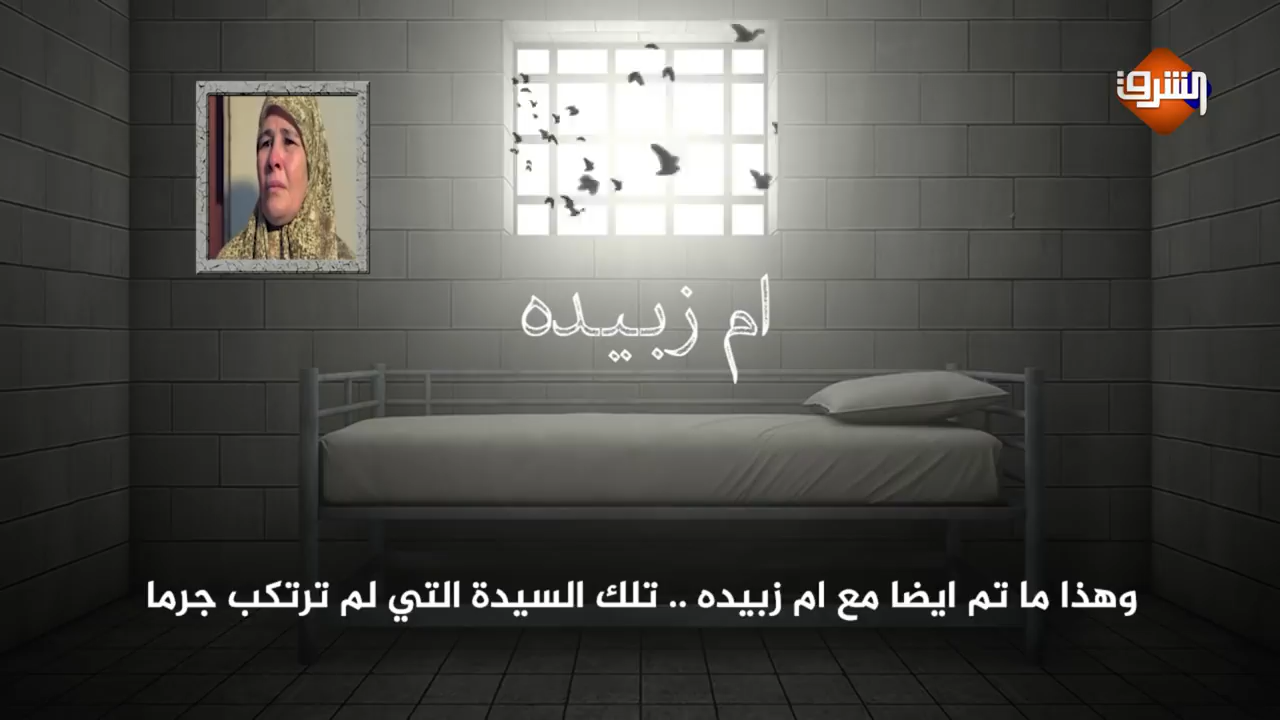 الشرق
ام زبيده
وهذا ما تم ايضا مع ام زبيده .. تلك السيدة التي لم ترتكب جرما